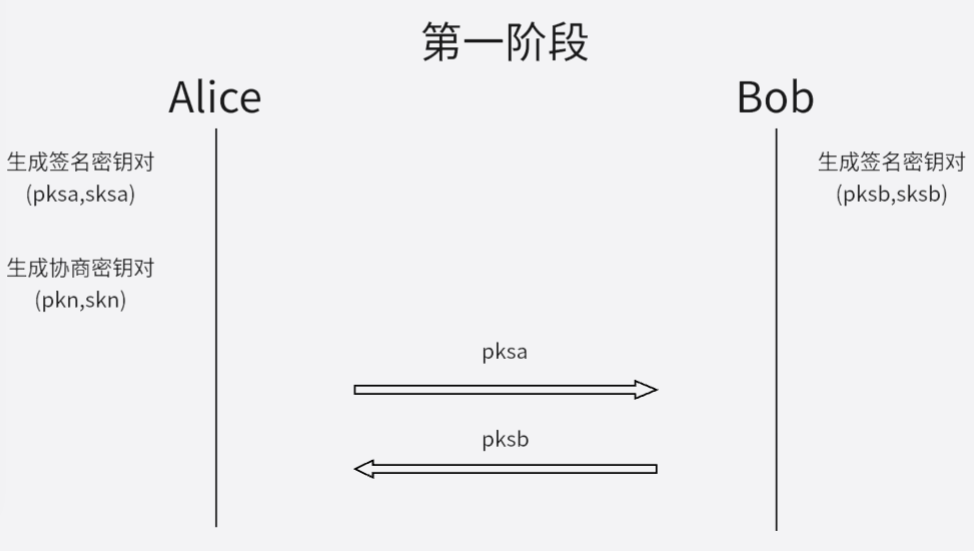 第一阶段
Alice
Bob
生成签名密钥对
(pksa,sksa)
生成签名密钥对
(pksb,sksb)
生成协商密钥对
(pkn,skn)
pksa
pksb